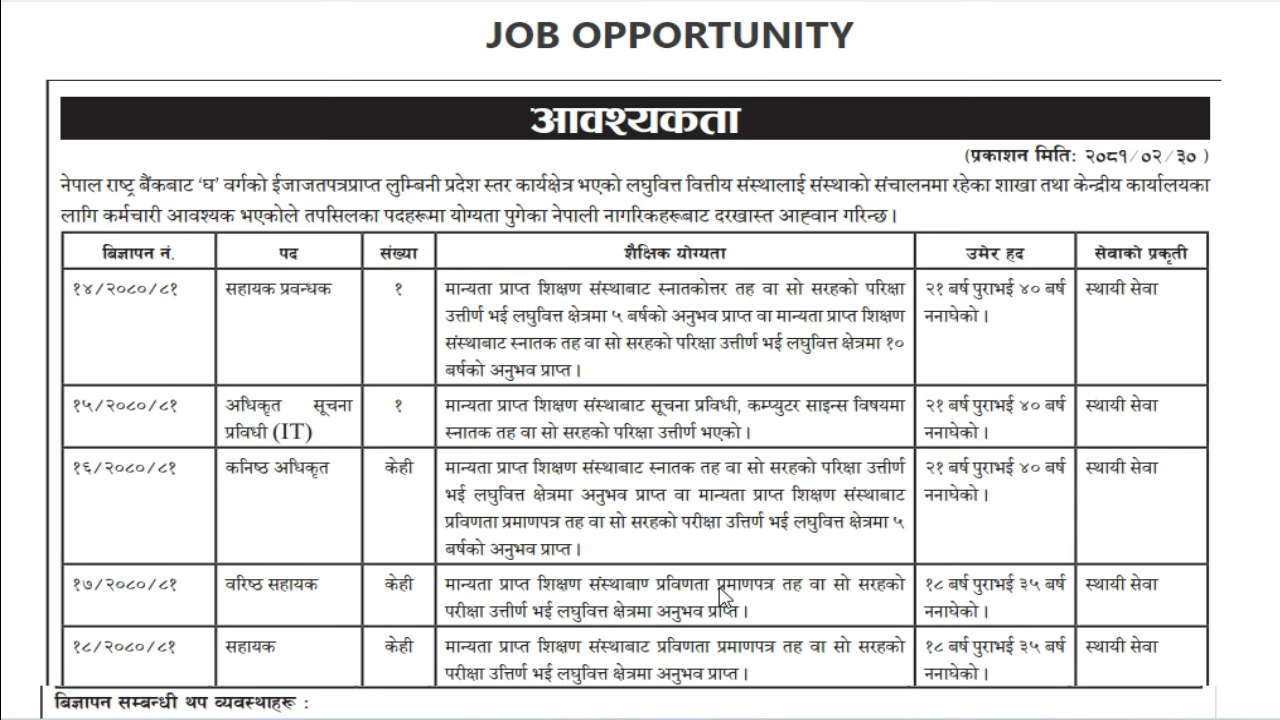 JOB OPPORTUNITY
आवश्यकता
(प्रकाशन मितिः २०८१/०२/३० )
नेपाल राष्ट्र बैंकबाट ‘घ’ वर्गको ईजाजतपत्रप्राप्त लुम्बिनी प्रदेश स्तर कार्यक्षेत्र भएको लघुवित्त वित्तीय संस्थालाई संस्थाको संचालनमा रहेका शाखा तथा केन्द्रीय कार्यालयका
लागि कर्मचारी आवश्यक भएकोले तपसिलका पदहरूमा योग्यता पुगेका नेपाली नागरिकहरूबाट दरखास्त आह्वान गरिन्छ।
बिज्ञापन नं. पद संख्या शैक्षिक योग्यता उमेर हद सेवाको प्रकृती
१४/२०८०/८१ सहायक प्रवन्धक १ मान्यता प्राप्त शिक्षण संस्थाबाट स्नातकोत्तर तह वा सो सरहको परिक्षा २१ बर्ष पुराभई ४० बर्ष स्थायी सेवा
उत्तीर्ण भई लघुवित्त क्षेत्रमा ५ बर्षको अनुभव प्राप्त वा मान्यता प्राप्त शिक्षण ननाघेको।
संस्थाबाट स्नातक तह वा सो सरहको परिक्षा उत्तीर्ण भई लघुवित्त क्षेत्रमा १०
बर्षको अनुभव प्राप्त।
१५/२०८०/८१ अधिकृत सूचना १ मान्यता प्राप्त शिक्षण संस्थाबाट सूचना प्रविधी, कम्प्युटर साइन्स विषयमा २१ बर्ष पुराभई ४० बर्ष स्थायी सेवा
प्रविधी (IT) स्नातक तह वा सो सरहको परिक्षा उत्तीर्ण भएको। ननाघेको।
१६/२०८०/८१ कनिष्ठ अधिकृत केही मान्यता प्राप्त शिक्षण संस्थाबाट स्नातक तह वा सो सरहको परिक्षा उत्तीर्ण २१ बर्ष पुराभई ४० बर्ष स्थायी सेवा
भई लघुवित्त क्षेत्रमा अनुभव प्राप्त वा मान्यता प्राप्त शिक्षण संस्थाबाट ननाघेको।
प्रविणता प्रमाणपत्र तह वा सो सरहको परीक्षा उत्तिर्ण भई लघुवित्त क्षेत्रमा ५
बर्षको अनुभव प्राप्त।
१७/२०८०/८१ वरिष्ठ सहायक केही मान्यता प्राप्त शिक्षण संस्थाबाण प्रविणता प्रमाणपत्र तह वा सो सरहको १८ बर्ष पुराभई ३५ बर्ष स्थायी सेवा
परीक्षा उत्तीर्ण भई लघुवित्त क्षेत्रमा अनुभव प्राप्त। ननाघेको।
१८/२०८०/८१ सहायक केही मान्यता प्राप्त शिक्षण संस्थाबाट प्रविणता प्रमाणपत्र तह वा सो सरहको १८ बर्ष पुराभई ३५ बर्ष स्थायी सेवा
परीक्षा उत्तिर्ण भई लघुवित्त क्षेत्रमा अनुभव प्राप्त। ननाघेको।
बिज्ञापन सम्बन्धी थप व्यवस्थाहरू :